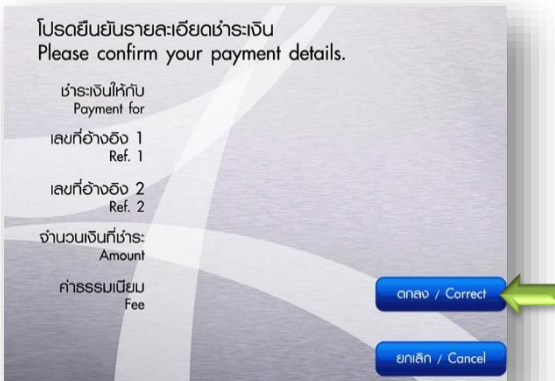 โปรดยืนยันรายละเอียดชำระเงิน
Please confirm your payment details.
ชำระเงินให้กับ
Payment for
เลขที่อ้างอิง 1
Ref. 1
เลขที่อ้างอิง 2
Ref. 2
จำนวนเงินที่ชำระ
Amount
ค่าธรรมเนียม
Fee
ตกลง / Correct
ยกเลิก / Cancel